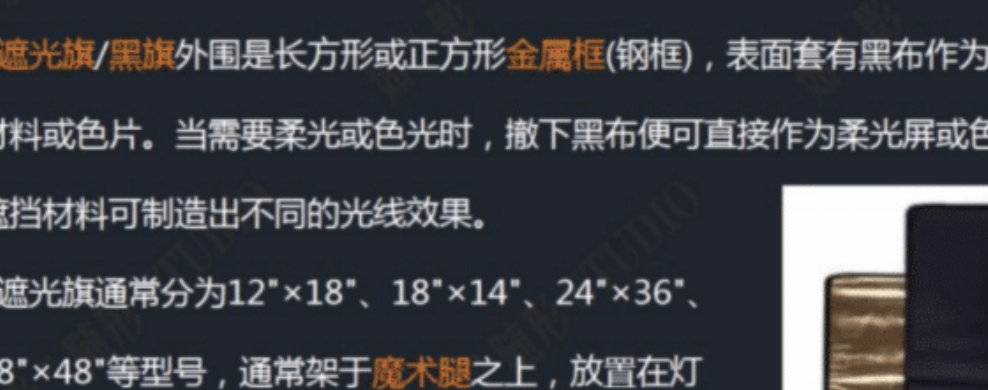 遮光旗/黑旗外围是长方形或正方形金属框(钢框)，表面套有黑布作为
材料或色片。当需要柔光或色光时，撤下黑布便可直接作为柔光屏或色
遮挡材料可制造出不同的光线效果。
遮光旗通常分为12"×18"、18"×14"、24"×36"、
8"×48"等型号，通常架于魔术腿之上，放置在灯